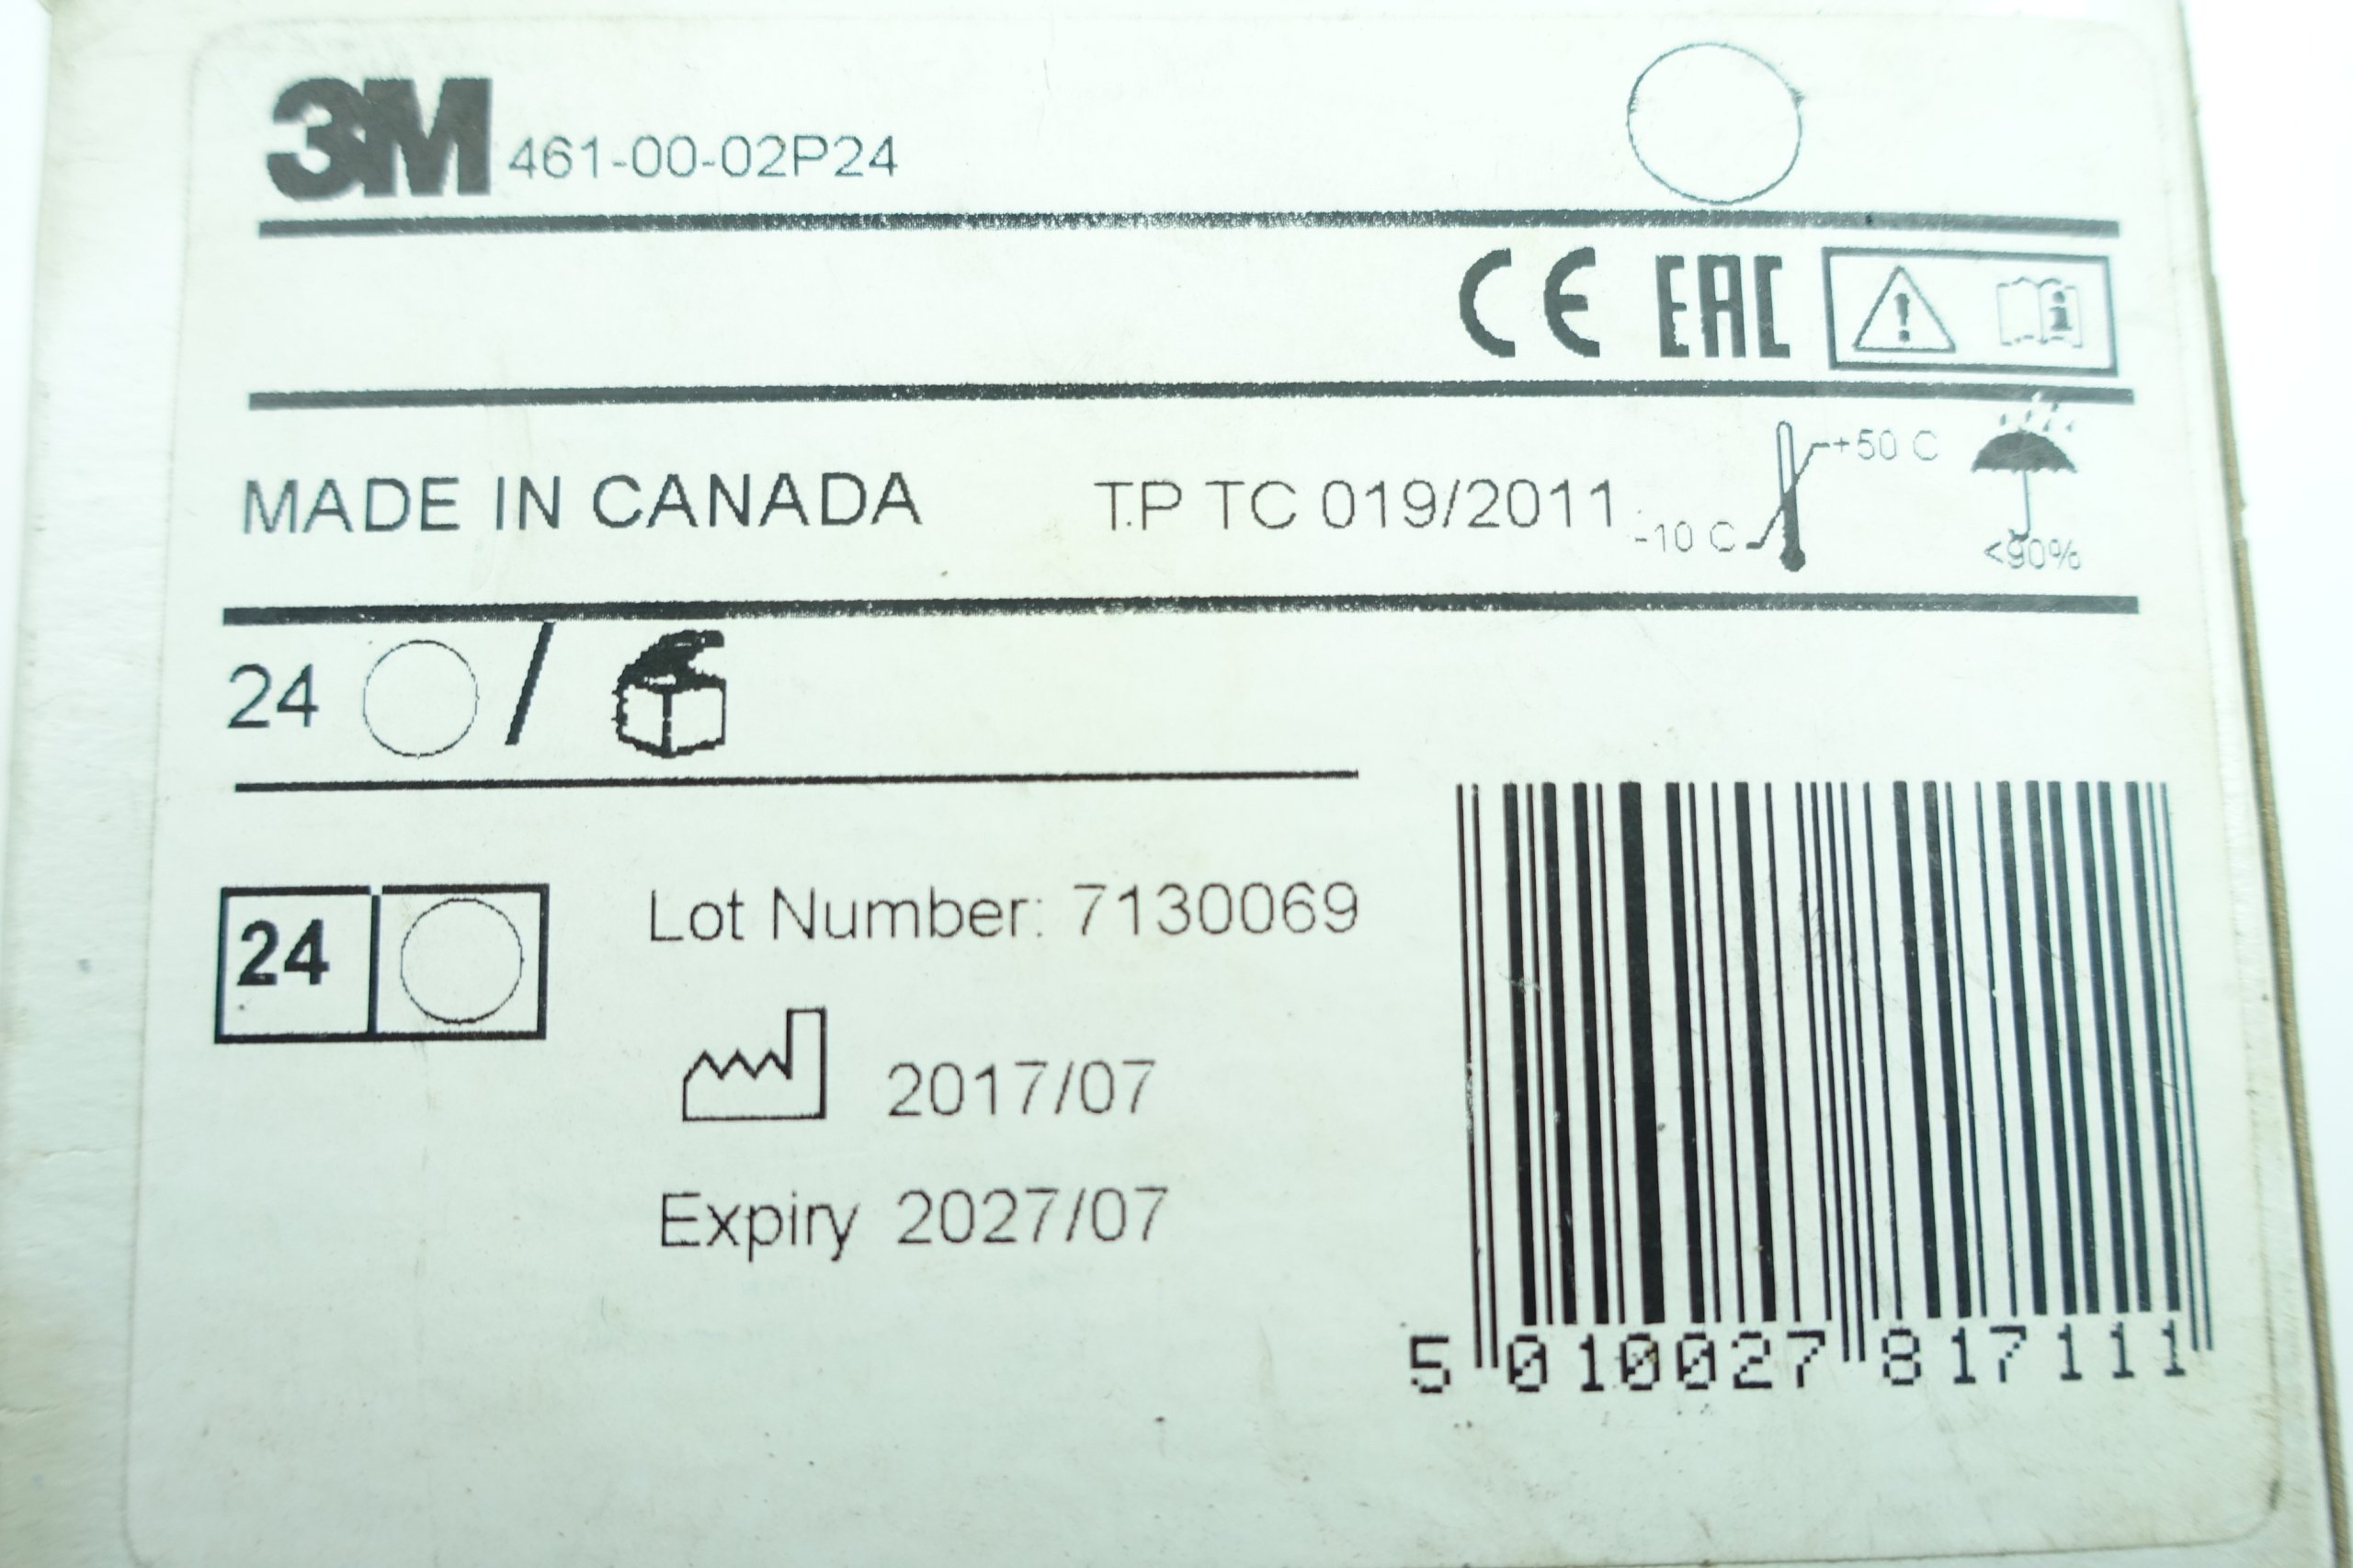 3M 461-00-02P24
CE EAC
MADE IN CANADA T.P TC 019/2011 -10 C +50 C <90%
24 /
24
Lot Number: 7130069
2017/07
Expiry 2027/07
5 010027 817111